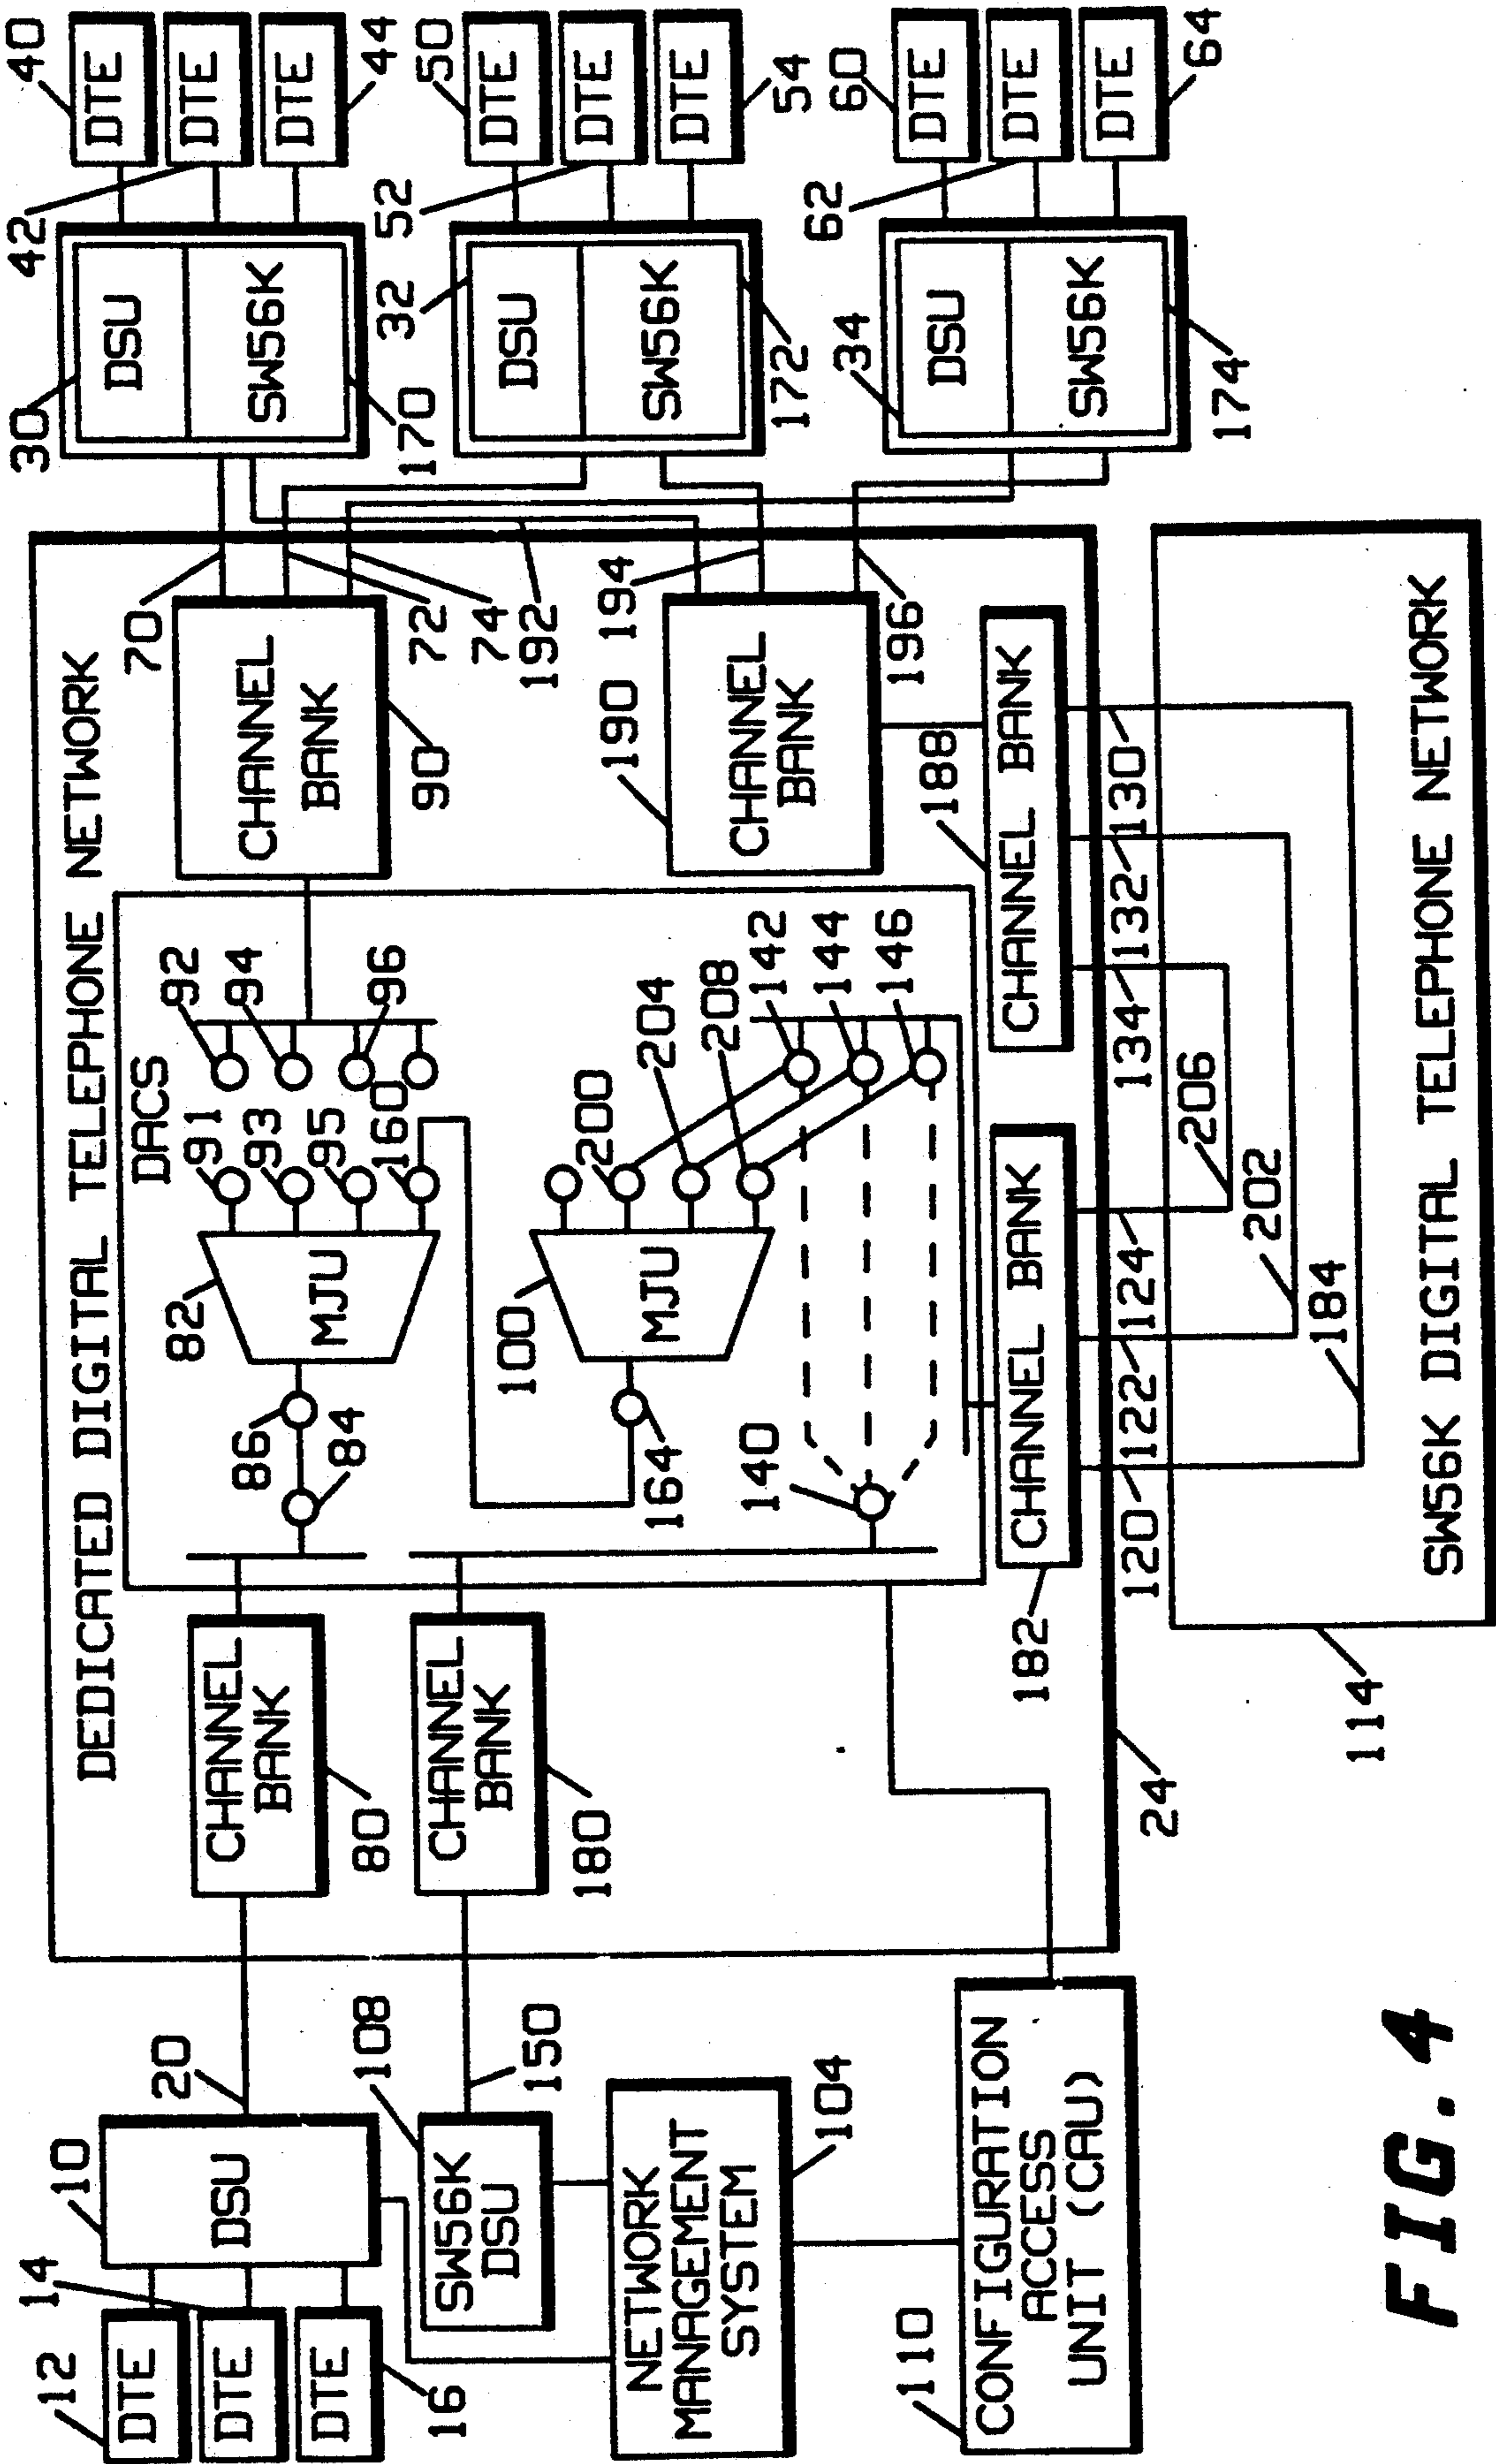 12
DTE
14
DTE
DTE
16
10
DSU
20
108
SW56K
DSU
150
NETWORK
MANAGEMENT
SYSTEM
104
110
CONFIGURATION
ACCESS
UNIT (CAU)
DEDICATED DIGITAL TELEPHONE NETWORK
CHANNEL
BANK
80
CHANNEL
BANK
180
24
DACS
86
84
82
MJU
91
93
95
160
92
94
96
100
MJU
164
200
204
208
142
144
146
140
CHANNEL
BANK
90
70
72
74
192
CHANNEL
BANK
190
194
196
182
CHANNEL BANK
188
CHANNEL BANK
120
122
124
134
132
130
206
202
184
114
SW56K DIGITAL TELEPHONE NETWORK
30
DSU
SW56K
170
32
DSU
SW56K
172
34
DSU
SW56K
174
40
DTE
42
DTE
DTE
44
50
DTE
52
DTE
DTE
54
60
DTE
62
DTE
DTE
64
FIG. 4